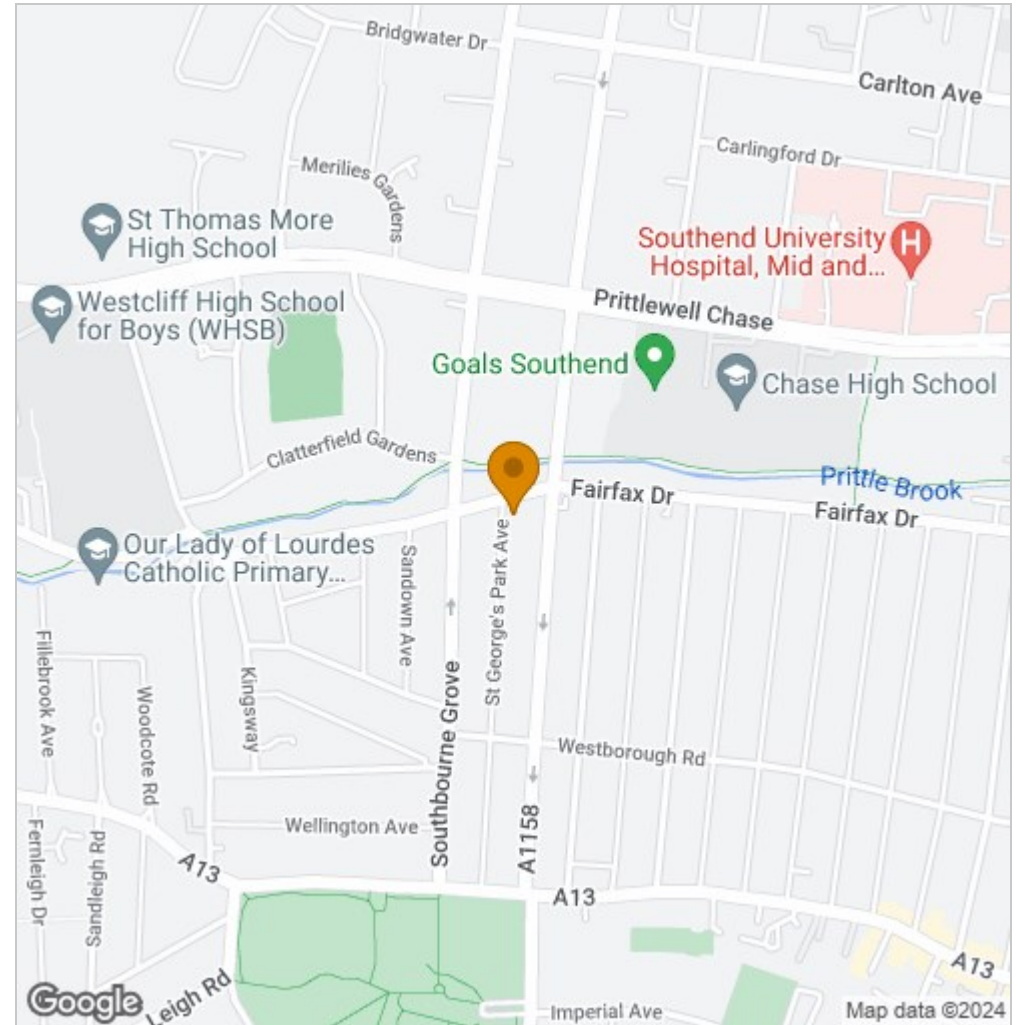 Bridgwater Dr
Carlton Ave
Carlingford Dr
Merilies Gardens
St Thomas More
High School
Southend University
Hospital, Mid and...
H
Westcliff High School
for Boys (WHSB)
Prittlewell Chase
Goals Southend
Chase High School
Clatterfield Gardens
Prittle Brook
Fairfax Dr
Fairfax Dr
Our Lady of Lourdes
Catholic Primary...
Sandown Ave
St George's Park Ave
Fillebrook Ave
Woodcote Rd
Kingsway
Southbourne Grove
Westborough Rd
Wellington Ave
A1158
Fernleigh Dr
Sandleigh Rd
A13
A13
A13
Leigh Rd
Imperial Ave
Google
Map data ©2024